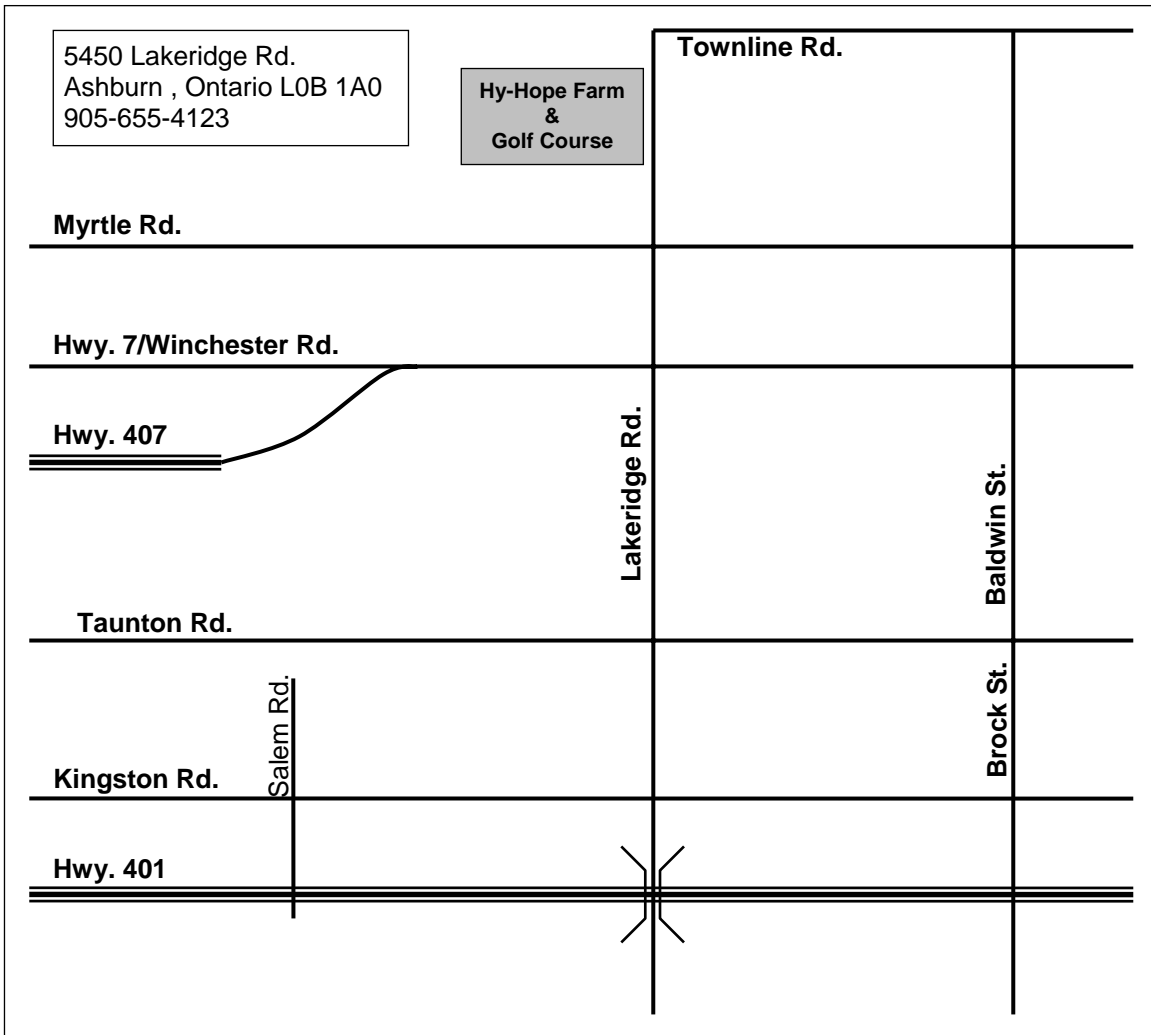 5450 Lakeridge Rd.
Ashburn , Ontario L0B 1A0
905-655-4123
Townline Rd.
Hy-Hope Farm
&
Golf Course
Myrtle Rd.
Hwy. 7/Winchester Rd.
Hwy. 407
Lakeridge Rd.
Baldwin St.
Taunton Rd.
Salem Rd.
Brock St.
Kingston Rd.
Hwy. 401